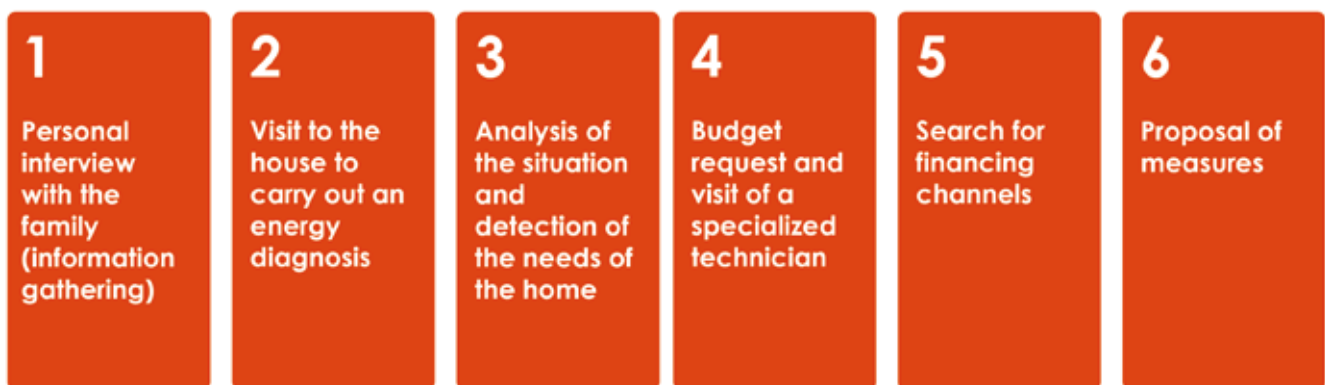 1
Personal
interview
with the
family
(information
gathering)
2
Visit to the
house to
carry out an
energy
diagnosis
3
Analysis of
the situation
and
detection of
the needs of
the home
4
Budget
request and
visit of a
specialized
technician
5
Search for
financing
channels
6
Proposal of
measures